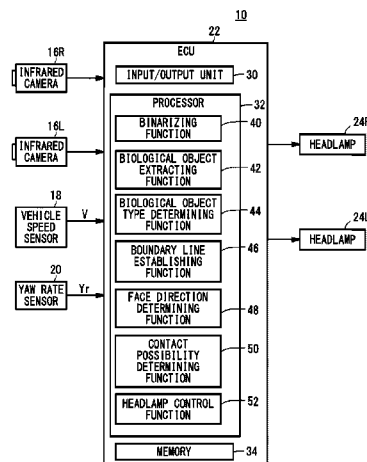 10
ECU
22
16R
INFRARED
CAMERA
INPUT/OUTPUT UNIT
30
PROCESSOR
32
BINARIZING
FUNCTION
40
16L
INFRARED
CAMERA
BIOLOGICAL OBJECT
EXTRACTING
FUNCTION
42
24R
HEADLAMP
18
VEHICLE
SPEED
SENSOR
V
BIOLOGICAL OBJECT
TYPE DETERMINING
FUNCTION
44
24L
HEADLAMP
BOUNDARY LINE
ESTABLISHING
FUNCTION
46
20
YAW RATE
SENSOR
Yr
FACE DIRECTION
DETERMINING
FUNCTION
48
CONTACT
POSSIBILITY
DETERMINING
FUNCTION
50
HEADLAMP CONTROL
FUNCTION
52
MEMORY
34